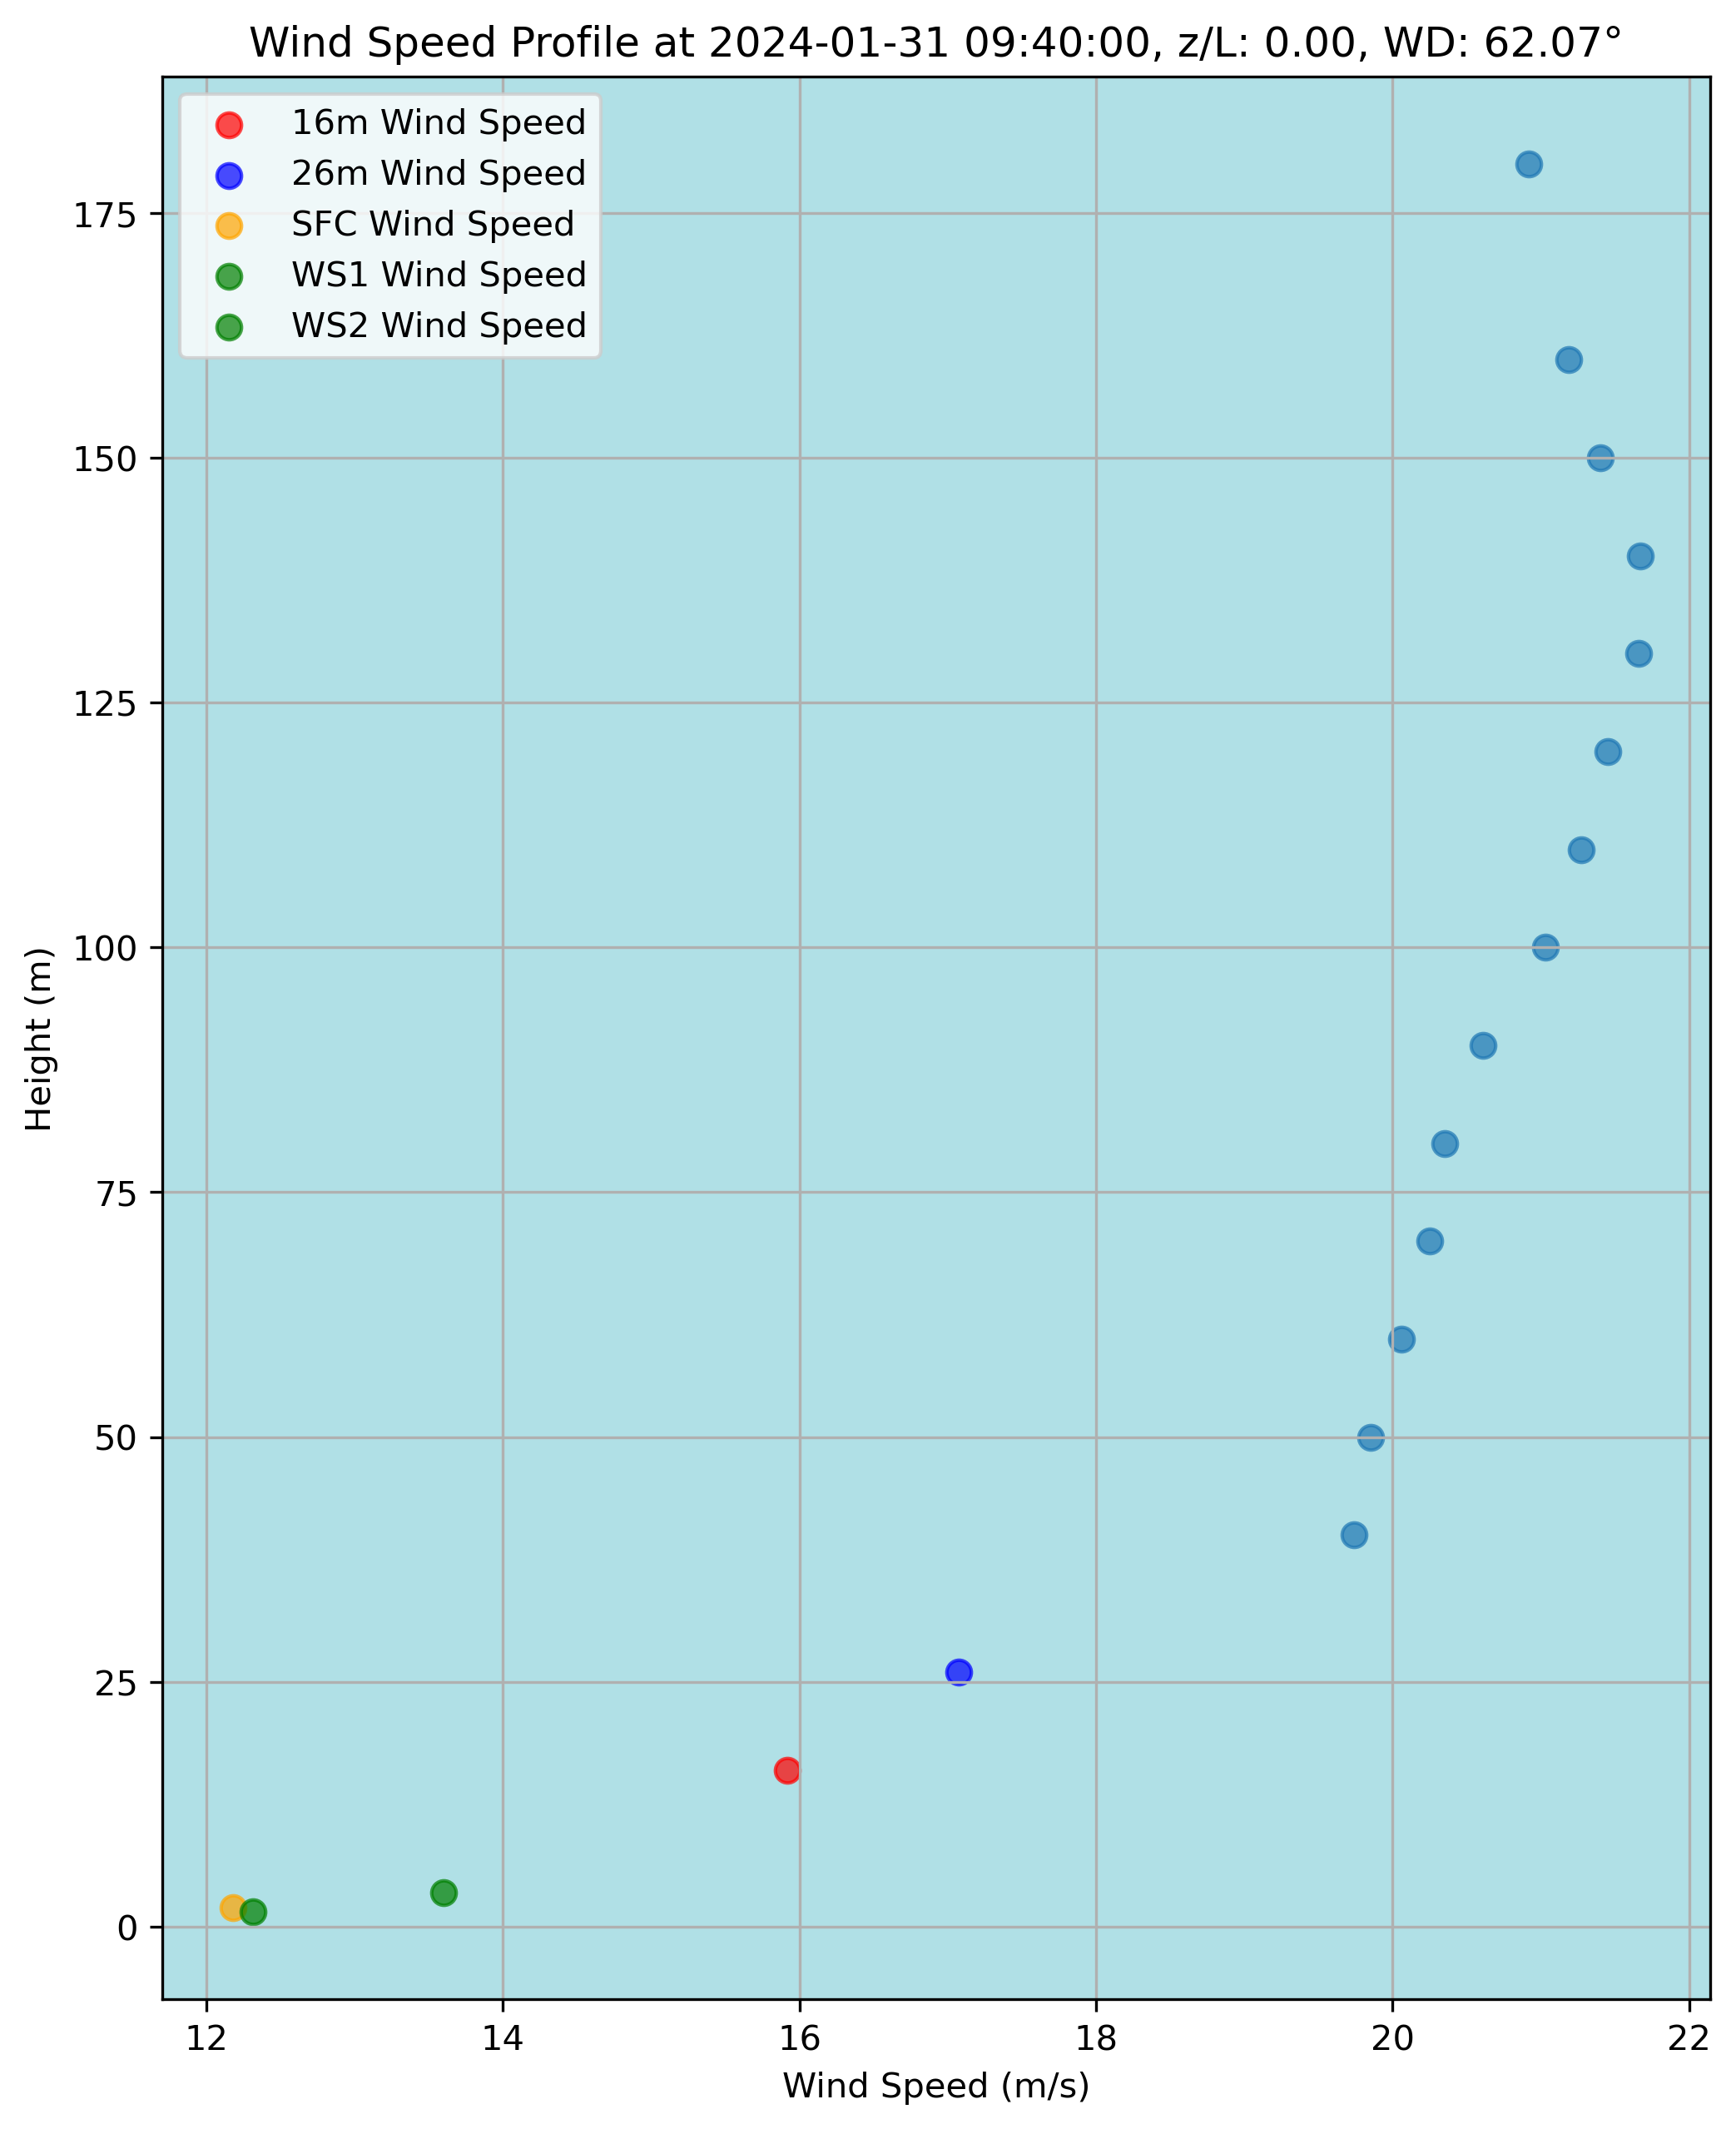 Wind Speed Profile at 2024-01-31 09:40:00, z/L: 0.00, WD: 62.07°
16m Wind Speed
26m Wind Speed
SFC Wind Speed
WS1 Wind Speed
WS2 Wind Speed
175
150
125
100
75
50
25
0
Height (m)
12 14 16 18 20 22
Wind Speed (m/s)